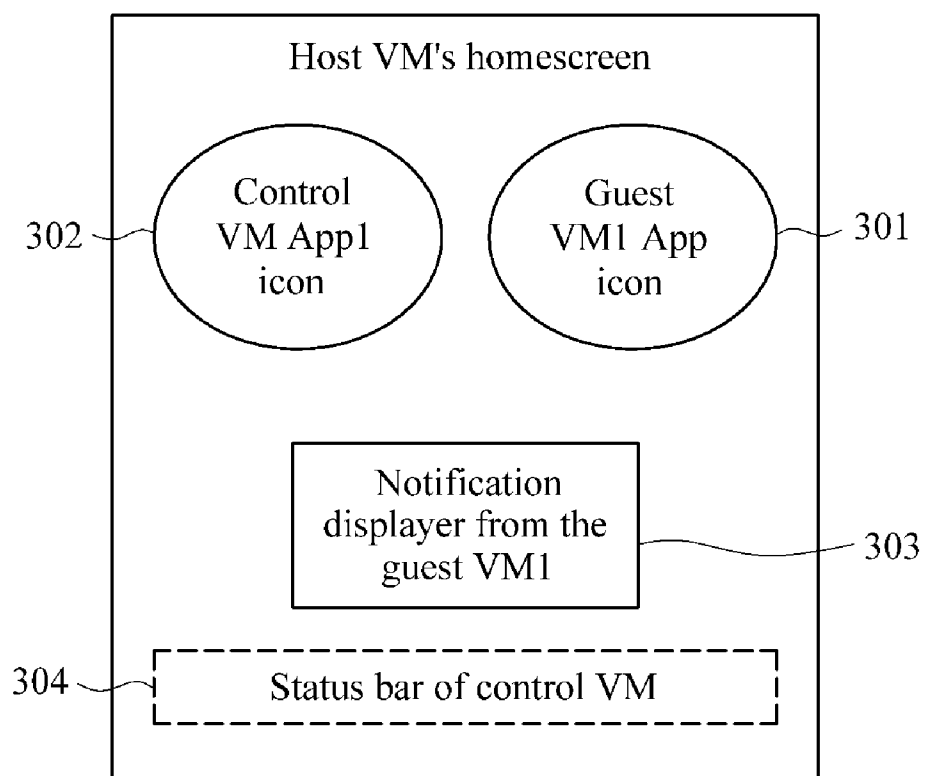 Host VM's homescreen
Control
VM App1
icon
Guest
VM1 App
icon
302
301
Notification
displayer from the
guest VM1
303
304
Status bar of control VM